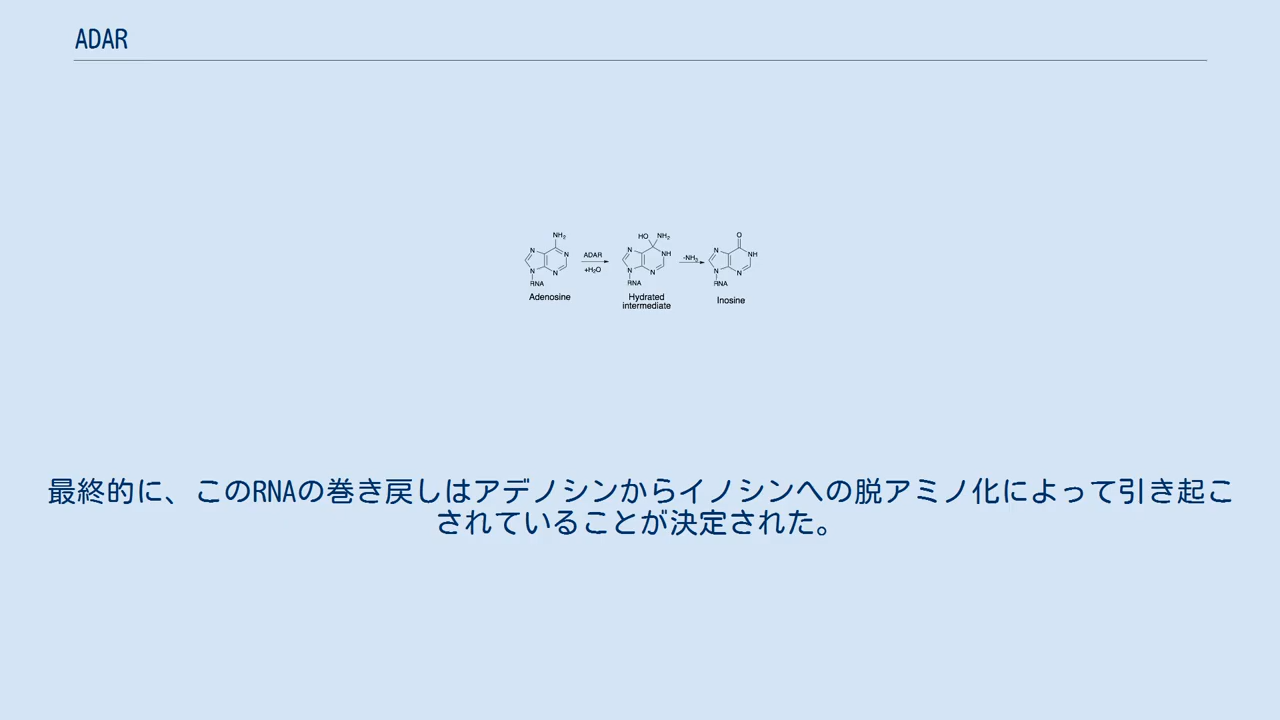 ADAR
NH₂
N
N
N
N
RNA
Adenosine
ADAR
+H₂O
HO NH₂
N
NH
N
N
RNA
Hydrated
intermediate
-NH₃
O
N
NH
N
N
RNA
Inosine
最終的に、このRNAの巻き戻しはアデノシンからイノシンへの脱アミノ化によって引き起こ
されていることが決定された。